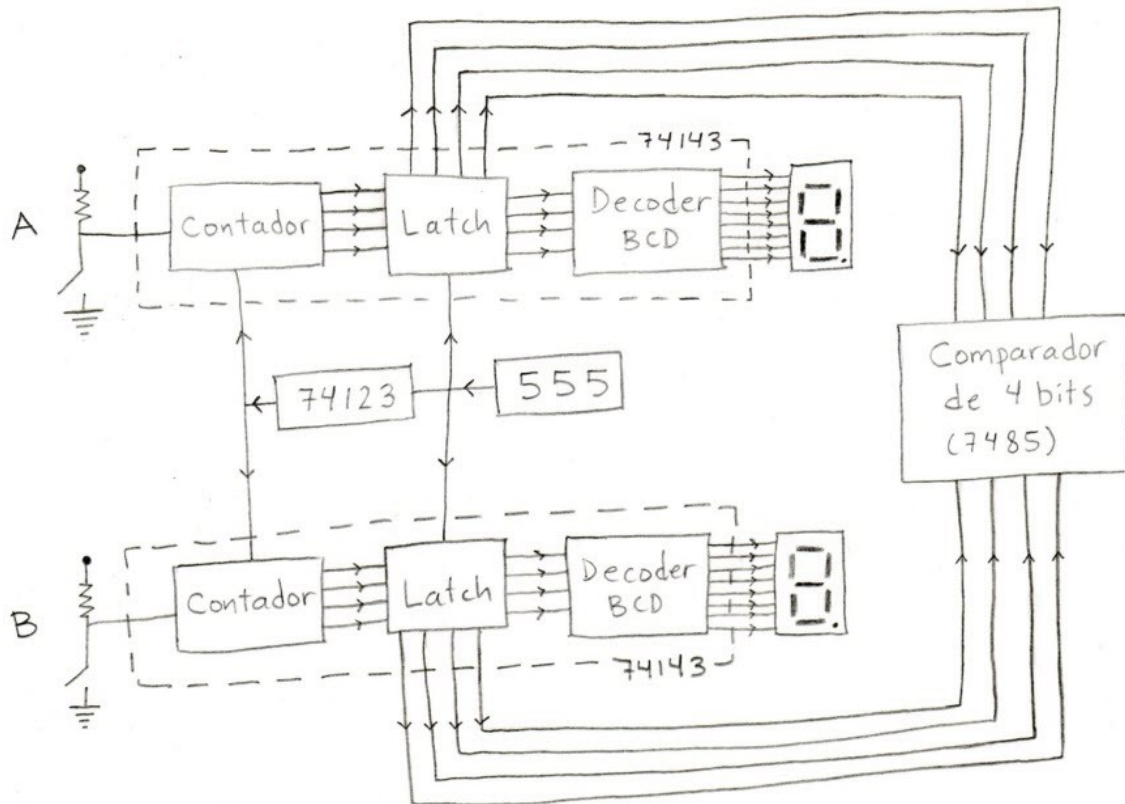 74143
A
Contador
Latch
Decoder
BCD
Comparador
de 4 bits
(7485)
74123
555
B
Contador
Latch
Decoder
BCD
74143